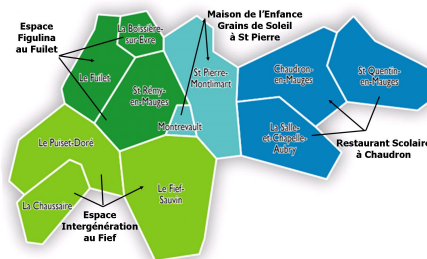 Espace
Figulina
au Fuilet
La Boissière-
sur-Evre
Maison de l'Enfance
Grains de Soleil
à St Pierre
Le Fuilet
St Rémy-
en-Mauges
St Pierre-
Montlimart
Chaudron-
en-Mauges
St Quentin-
en-Mauges
Montrevault
La Salle-
et-Chapelle-
Aubry
Restaurant Scolaire
à Chaudron
Le Puiset-Doré
Le Fief-
Sauvin
La Chaussaire
Espace
Intergénération
au Fief